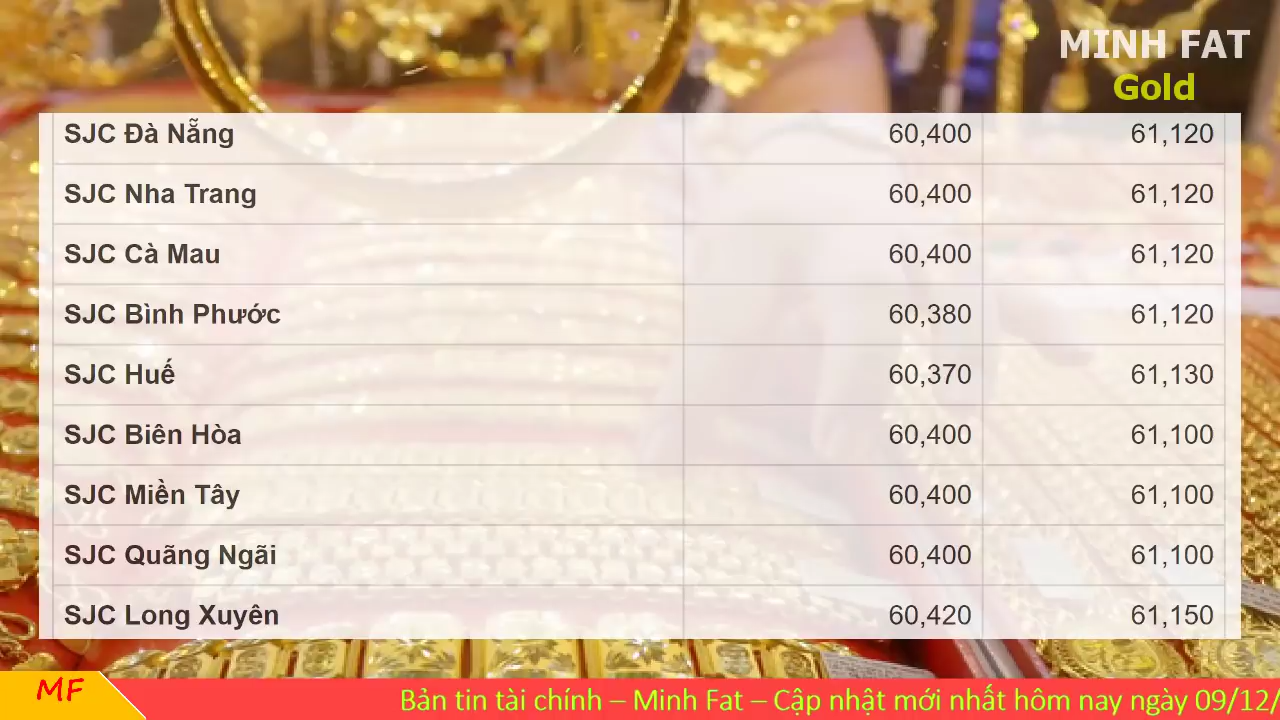 MINH FAT
Gold
SJC Đà Nẵng 60,400 61,120
SJC Nha Trang 60,400 61,120
SJC Cà Mau 60,400 61,120
SJC Bình Phước 60,380 61,120
SJC Huế 60,370 61,130
SJC Biên Hòa 60,400 61,100
SJC Miền Tây 60,400 61,100
SJC Quãng Ngãi 60,400 61,100
SJC Long Xuyên 60,420 61,150
MF Bản tin tài chính – Minh Fat – Cập nhật mới nhất hôm nay ngày 09/12/